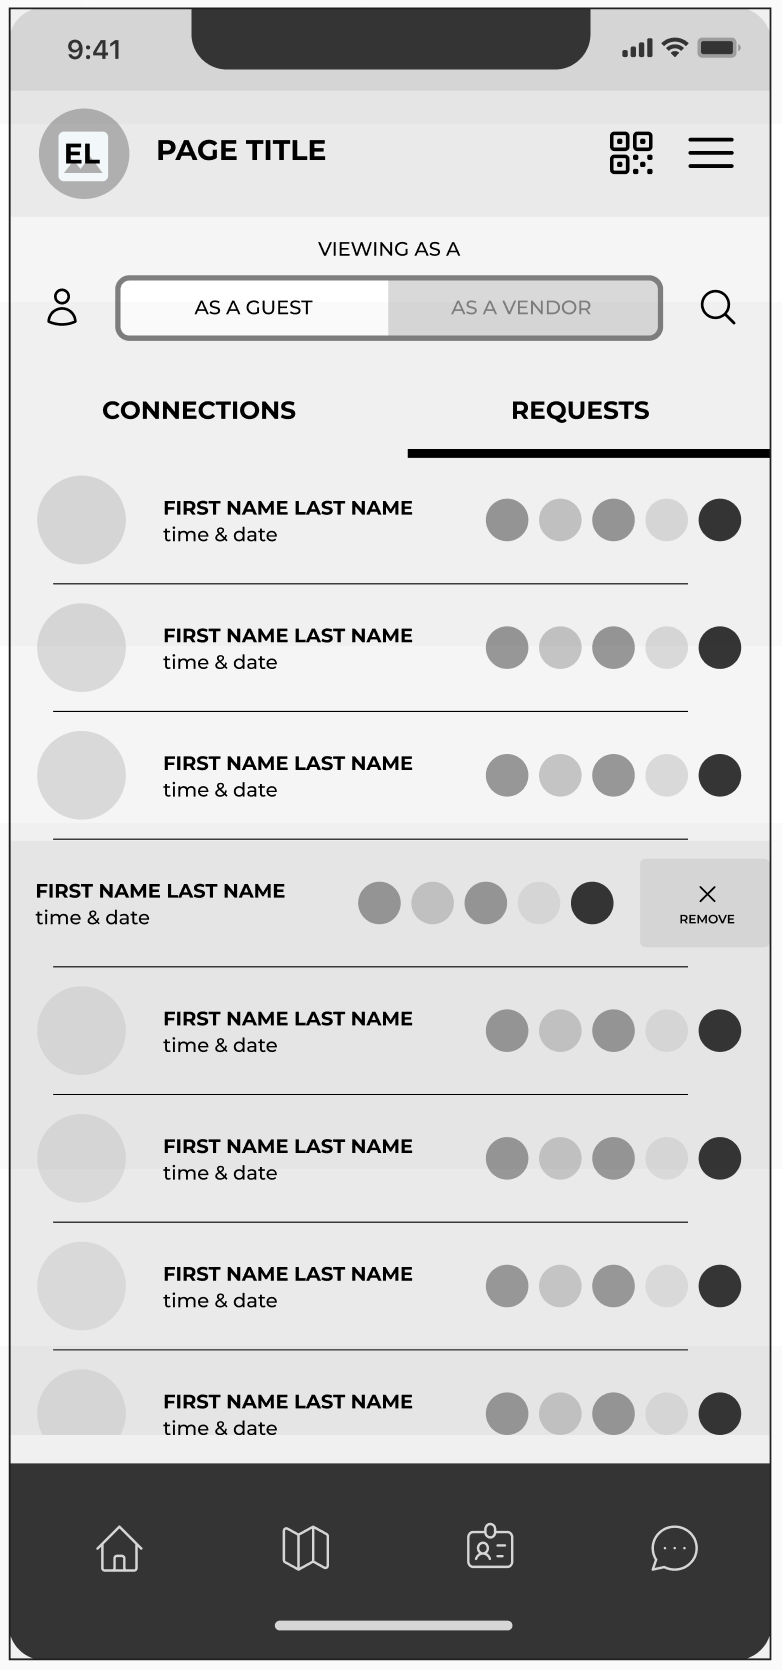 9:41
EL
PAGE TITLE
VIEWING AS A
AS A GUEST
AS A VENDOR
CONNECTIONS
REQUESTS
FIRST NAME LAST NAME
time & date
FIRST NAME LAST NAME
time & date
FIRST NAME LAST NAME
time & date
FIRST NAME LAST NAME
time & date
REMOVE
FIRST NAME LAST NAME
time & date
FIRST NAME LAST NAME
time & date
FIRST NAME LAST NAME
time & date
FIRST NAME LAST NAME
time & date